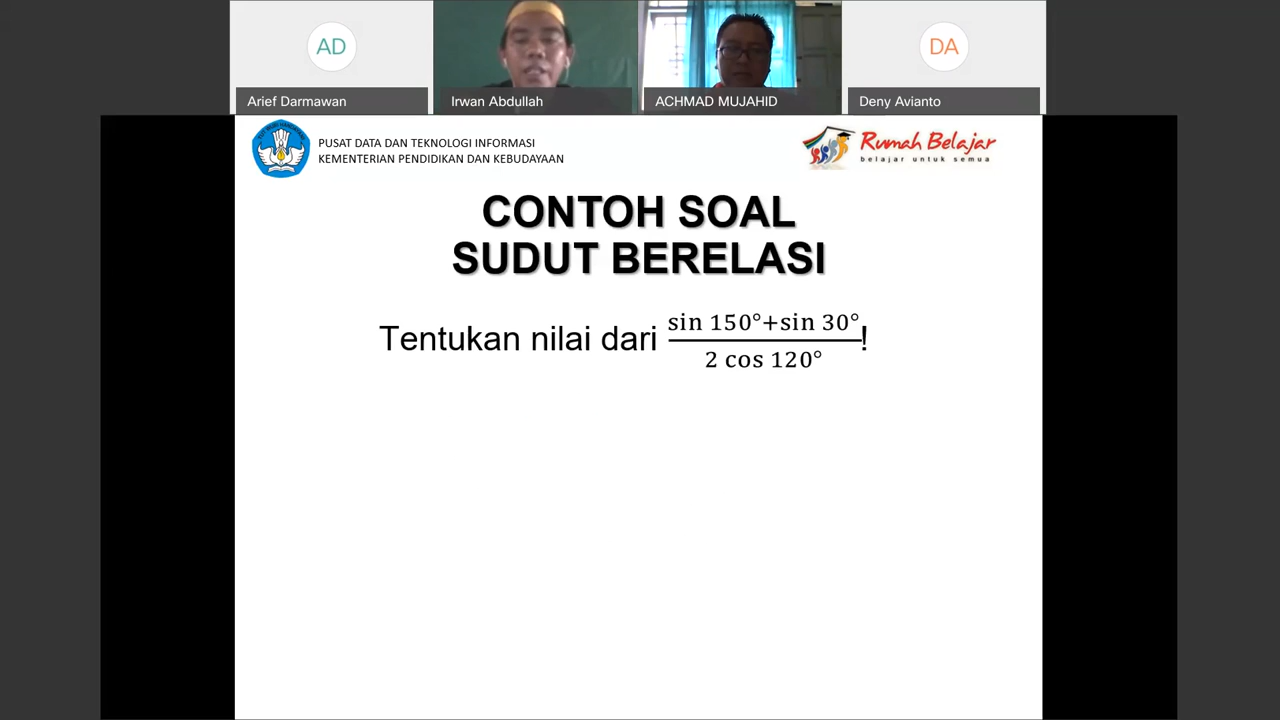 AD
DA
Arief Darmawan
Irwan Abdullah
ACHMAD MUJAHID
Deny Avianto
PUSAT DATA DAN TEKNOLOGI INFORMASI
KEMENTERIAN PENDIDIKAN DAN KEBUDAYAAN
Rumah Belajar
belajar untuk semua
CONTOH SOAL
SUDUT BERELASI
Tentukan nilai dari sin 150°+sin 30° / 2 cos 120° !